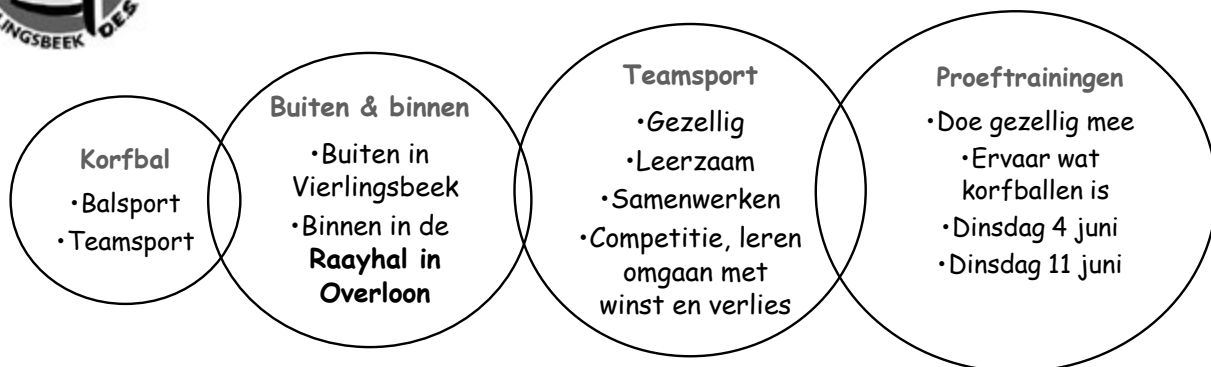 LINGSBEEK D.E.S.
Korfbal
•Balsport
•Teamsport
Buiten & binnen
•Buiten in
Vierlingsbeek
•Binnen in de
Raayhal in
Overloon
Teamsport
•Gezellig
•Leerzaam
•Samenwerken
•Competitie, leren
omgaan met
winst en verlies
Proeftrainingen
•Doe gezellig mee
•Ervaar wat
korfballen is
•Dinsdag 4 juni
•Dinsdag 11 juni